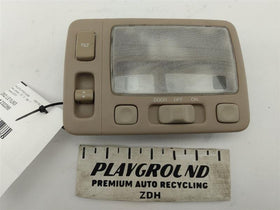 DOOR OFF ON
PLAYGROUND
PREMIUM AUTO RECYCLING
ZDH